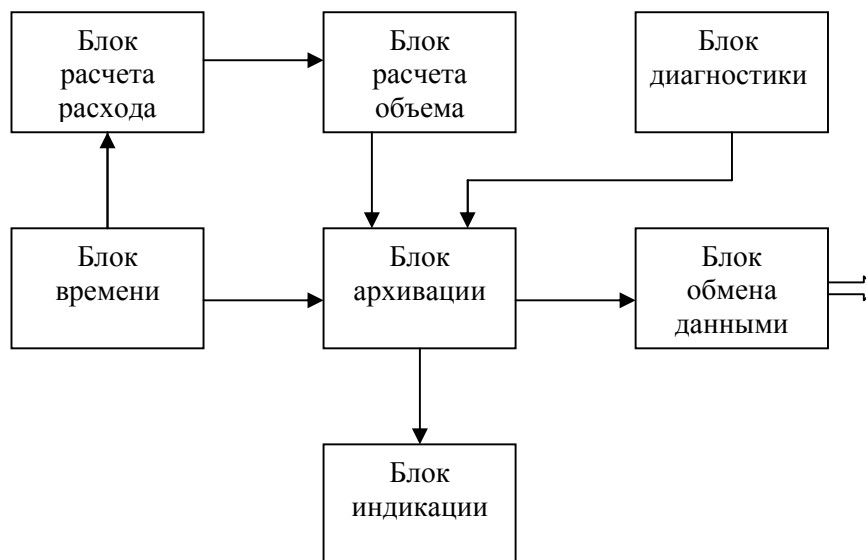 Блок
расчета
расхода
Блок
расчета
объема
Блок
диагностики
Блок
времени
Блок
архивации
Блок
обмена
данными
Блок
индикации